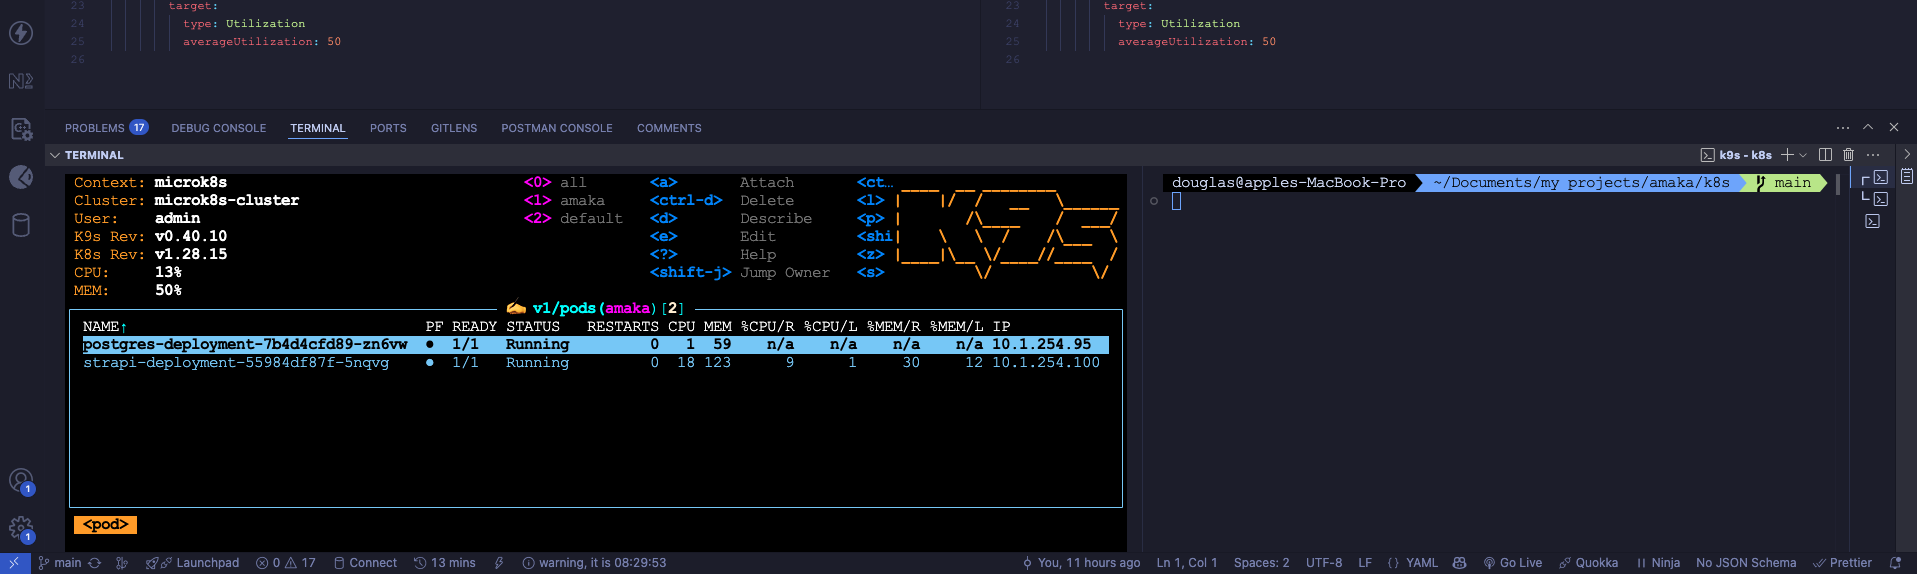 23 target:
24 type: Utilization
25 averageUtilization: 50
26
23 target:
24 type: Utilization
25 averageUtilization: 50
26
PROBLEMS 17 DEBUG CONSOLE TERMINAL PORTS GITLENS POSTMAN CONSOLE COMMENTS
TERMINAL
k9s - k8s
Context: microk8s <0> all <a> Attach <ct…
Cluster: microk8s-cluster <1> amaka <ctrl-d> Delete <l>
User: admin <2> default <d> Describe <p>
K9s Rev: v0.40.10 <e> Edit <shi
K8s Rev: v1.28.15 <?> Help <z>
CPU: 13% <shift-j> Jump Owner <s>
MEM: 50%
K9s
v1/pods(amaka)[2]
NAME↑ PF READY STATUS RESTARTS CPU MEM %CPU/R %CPU/L %MEM/R %MEM/L IP
postgres-deployment-7b4d4cfd89-zn6vw ● 1/1 Running 0 1 59 n/a n/a n/a n/a 10.1.254.95
strapi-deployment-55984df87f-5nqvg ● 1/1 Running 0 18 123 9 1 30 12 10.1.254.100
<pod>
douglas@apples-MacBook-Pro ~/Documents/my projects/amaka/k8s main
1
1
main Launchpad 0 17 Connect 13 mins warning, it is 08:29:53 You, 11 hours ago Ln 1, Col 1 Spaces: 2 UTF-8 LF {} YAML Go Live Quokka Ninja No JSON Schema Prettier